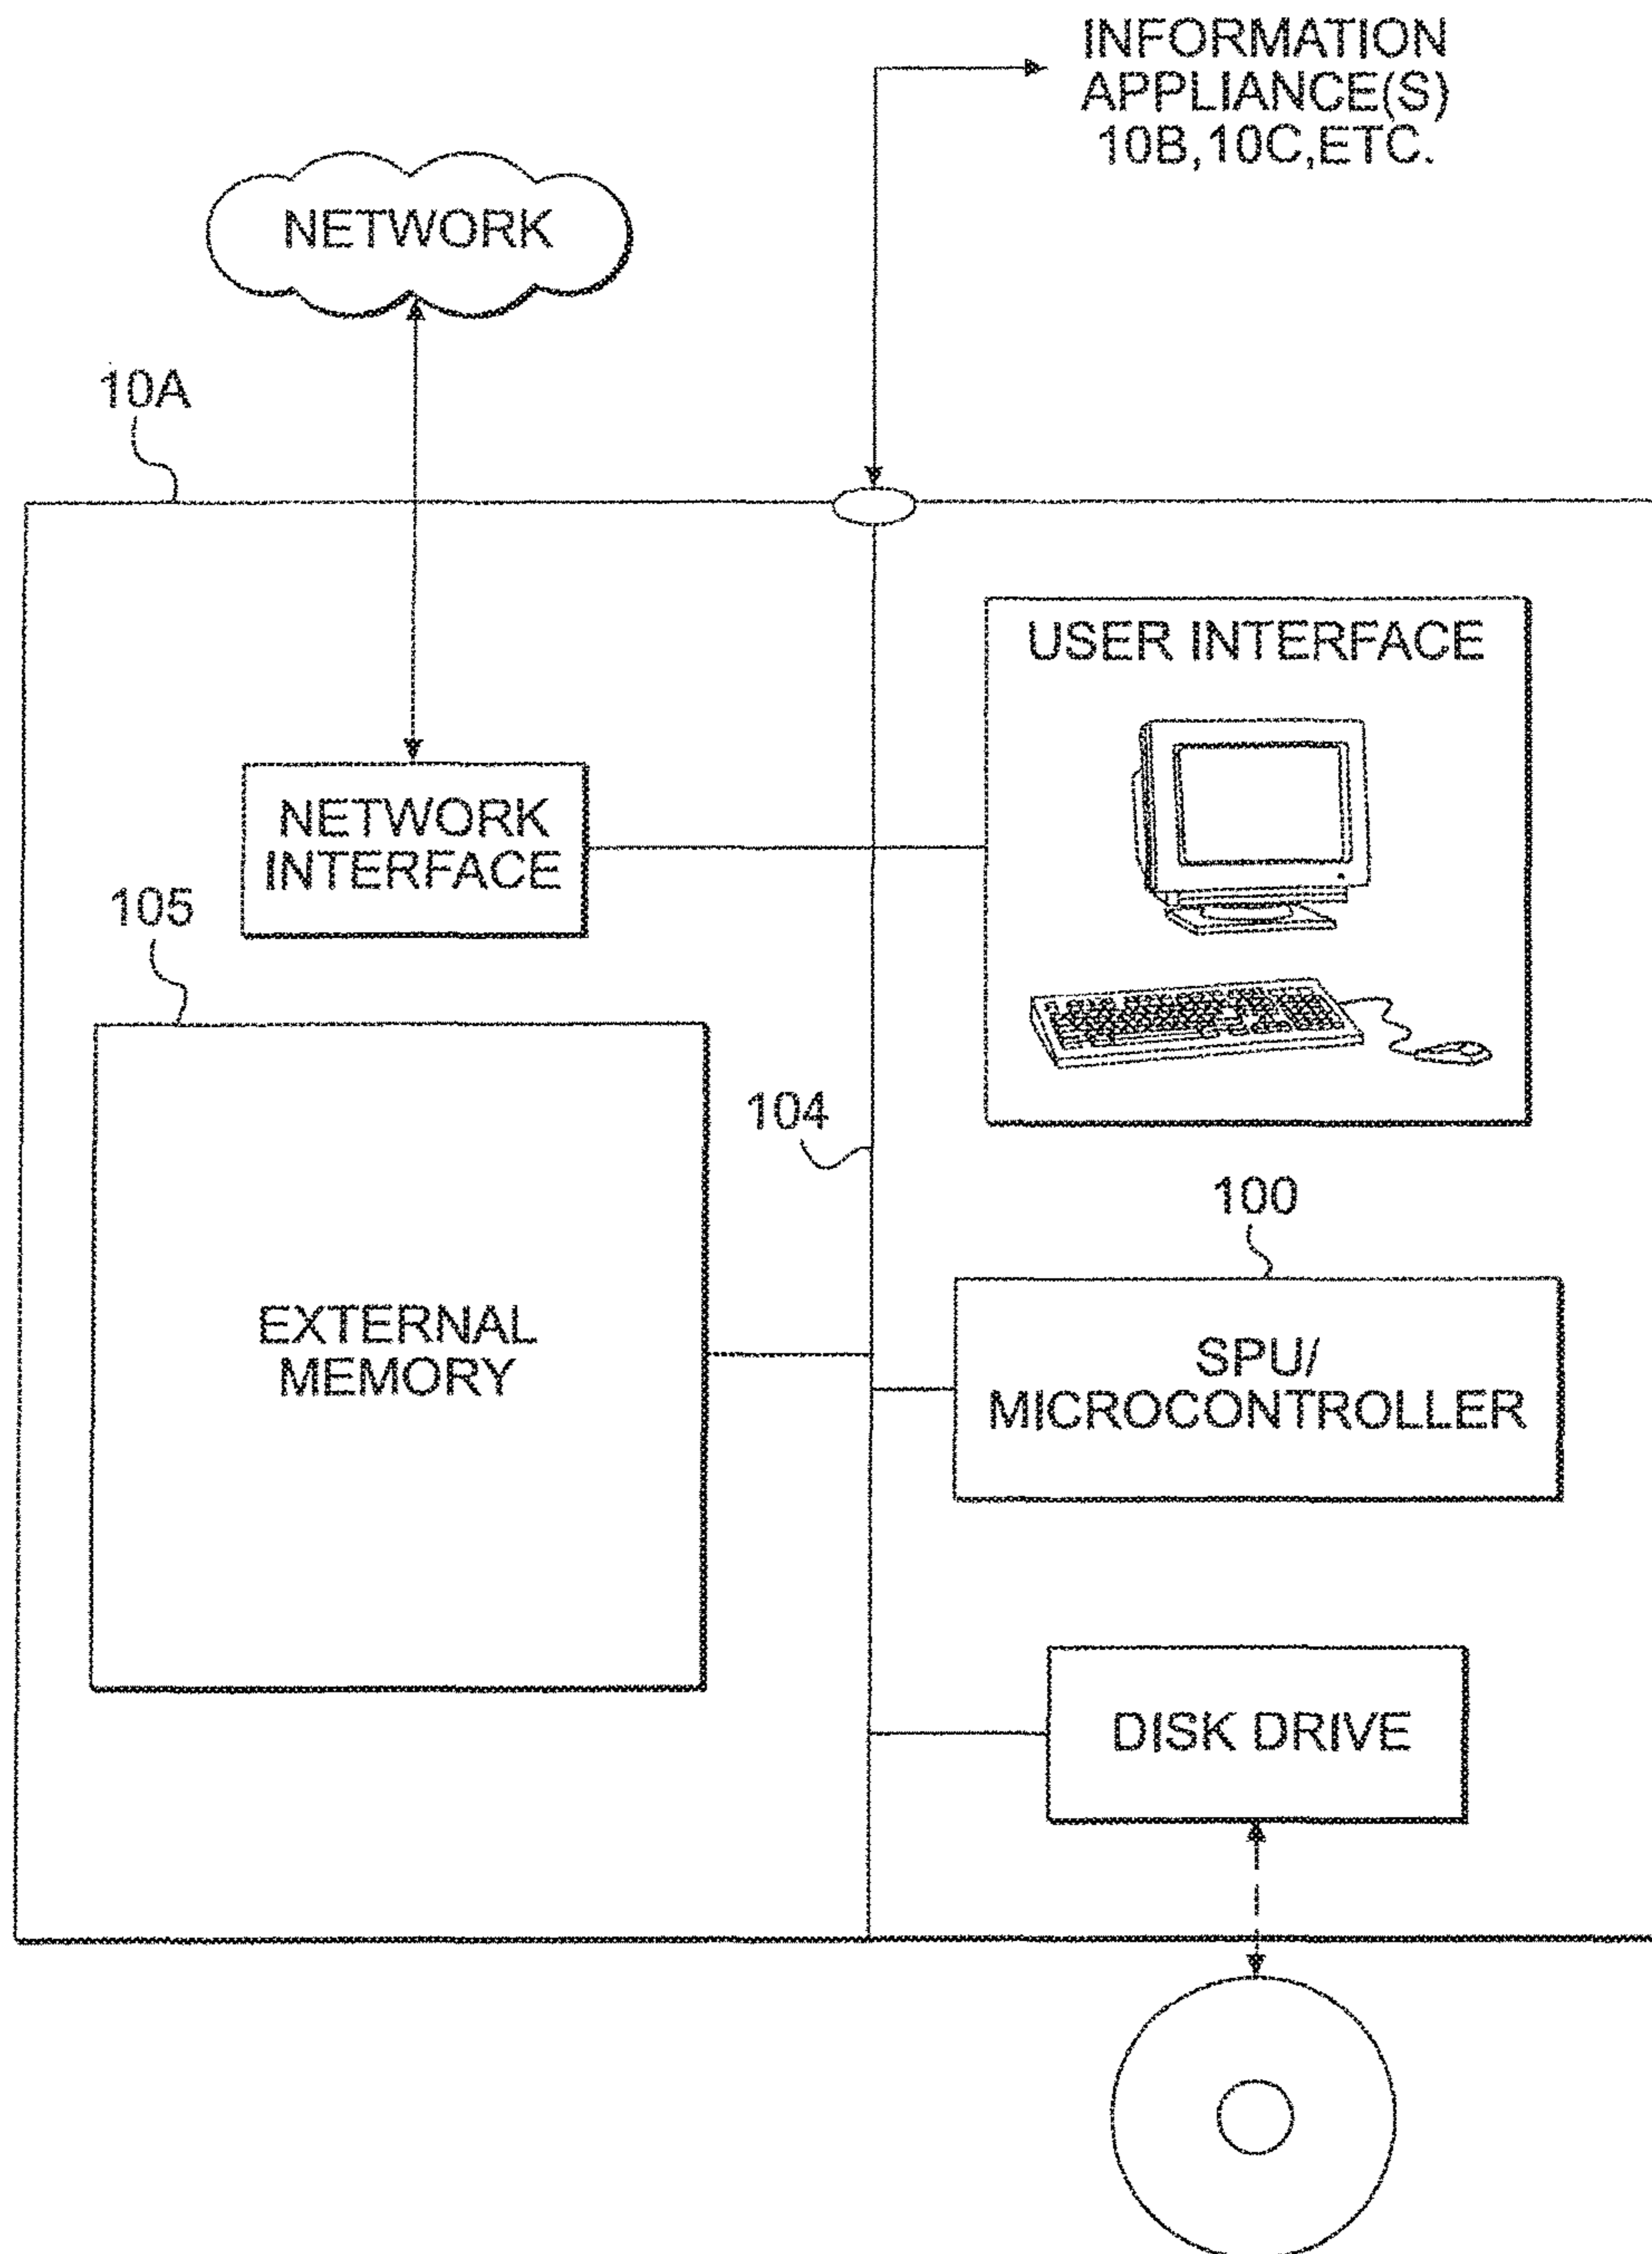 INFORMATION
APPLIANCE(S)
10B,10C,ETC.
NETWORK
10A
USER INTERFACE
NETWORK
INTERFACE
105
104
100
EXTERNAL
MEMORY
SPU/
MICROCONTROLLER
DISK DRIVE